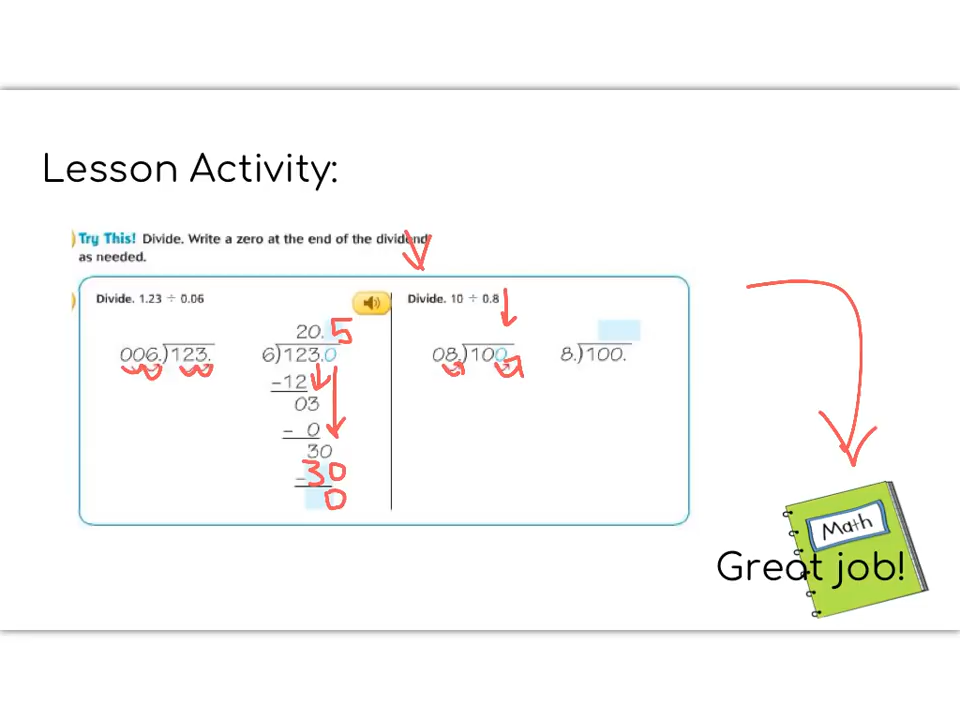 Lesson Activity:
Try This! Divide. Write a zero at the end of the dividend
as needed.
Divide. 1.23 ÷ 0.06
006.)123.
20.5
6)123.0
-12
03
- 0
30
-30
0
Divide. 10 ÷ 0.8
08.)100
8.)100.
Math
Great job!